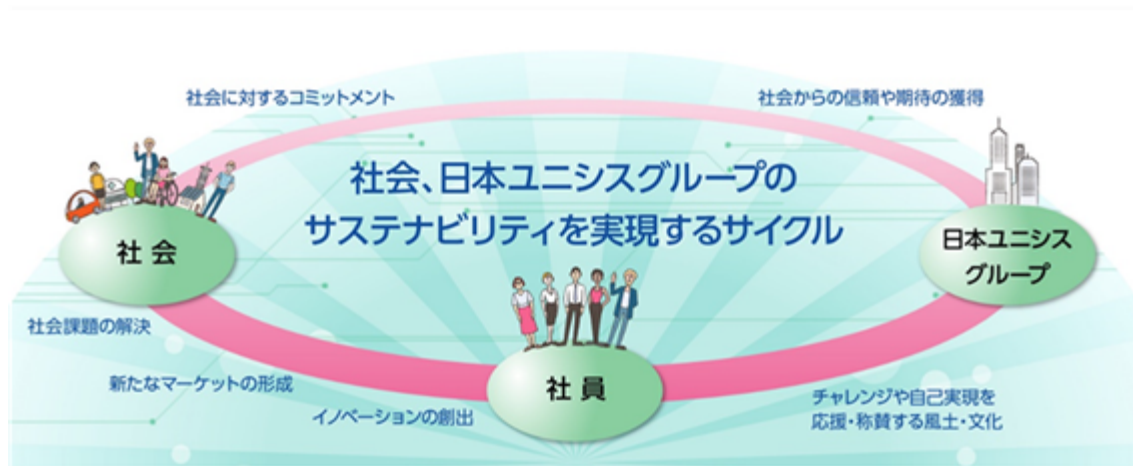 社会に対するコミットメント
社会からの信頼や期待の獲得
社会、日本ユニシスグループの
サステナビリティを実現するサイクル
社会
日本ユニシス
グループ
社会課題の解決
新たなマーケットの形成
イノベーションの創出
社員
チャレンジや自己実現を
応援・称賛する風土・文化